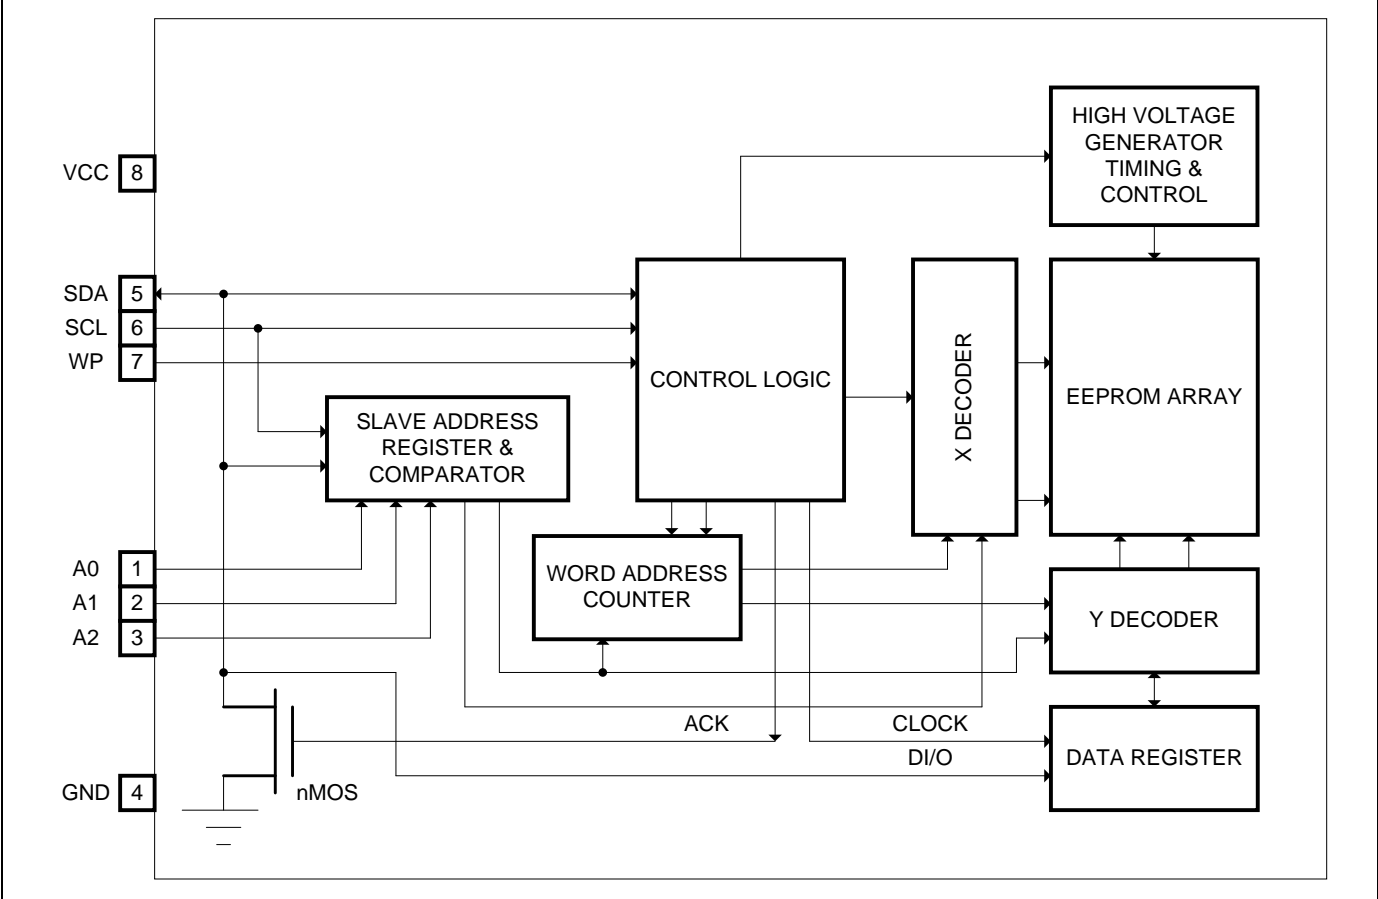 HIGH VOLTAGE
GENERATOR
TIMING &
CONTROL
VCC 8
SDA 5
SCL 6
WP 7
CONTROL LOGIC
X DECODER
EEPROM ARRAY
SLAVE ADDRESS
REGISTER &
COMPARATOR
A0 1
A1 2
A2 3
WORD ADDRESS
COUNTER
Y DECODER
ACK
CLOCK
DI/O
DATA REGISTER
GND 4
nMOS